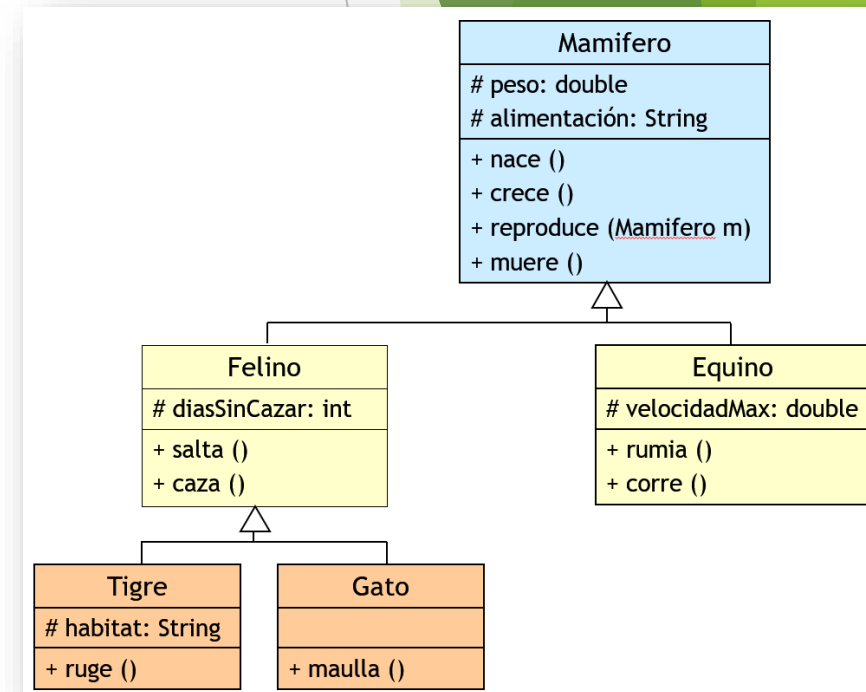 Mamifero
# peso: double
# alimentación: String
+ nace ()
+ crece ()
+ reproduce (Mamifero m)
+ muere ()
Felino
# diasSinCazar: int
+ salta ()
+ caza ()
Equino
# velocidadMax: double
+ rumia ()
+ corre ()
Tigre
# habitat: String
+ ruge ()
Gato
+ maulla ()